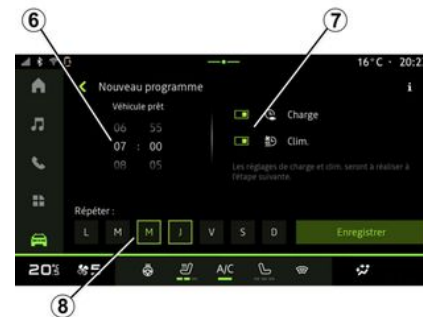 6
7
16°C · 20:2
Nouveau programme
i
Véhicule prêt
06 55
07 : 00
08 05
Charge
Clim.
Les réglages de charge et clim. seront à réaliser à
l'étape suivante.
Répéter :
L M M J V S D
Enregistrer
A/C
8